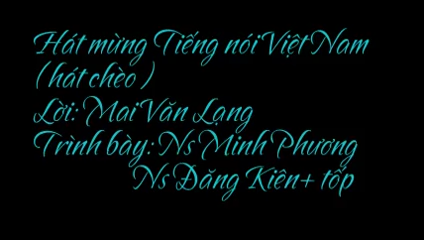 Hát mừng Tiếng nói Việt Nam
( hát chèo )
Lời: Mai Văn Lạng
Trình bày: Ns Minh Phương
Ns Đăng Kiên+ tốp